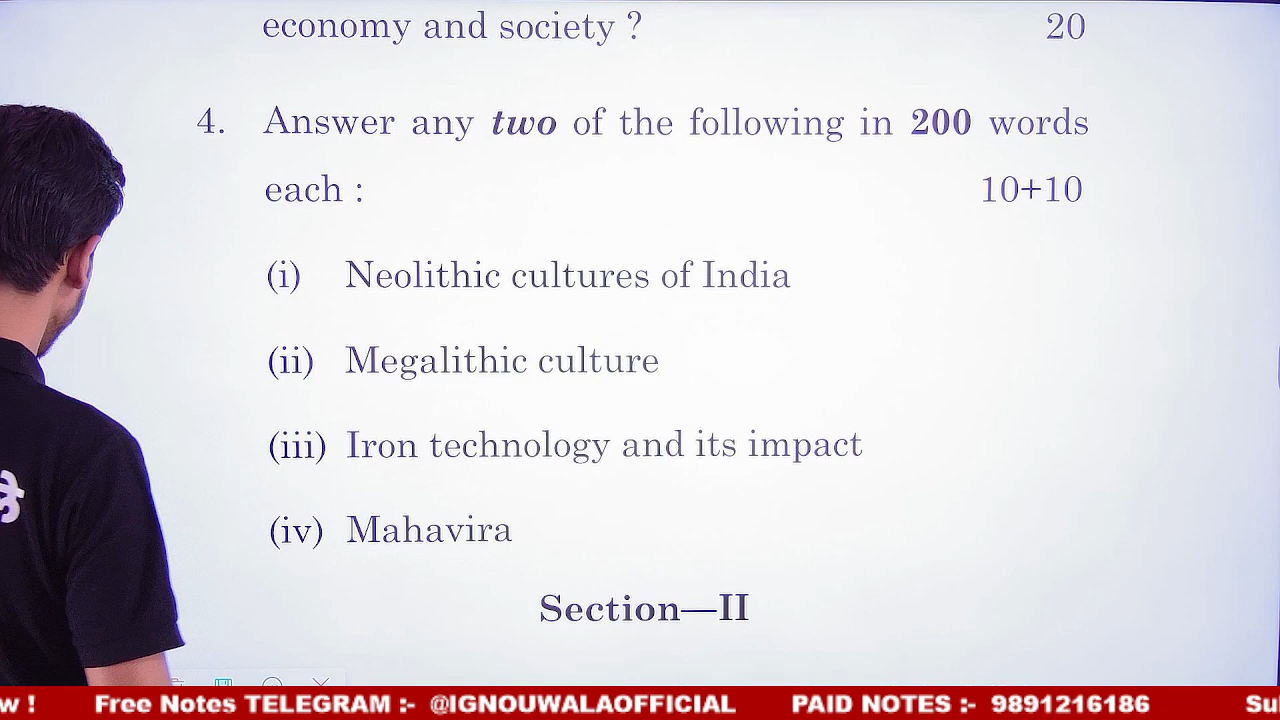 economy and society ? 20
4. Answer any two of the following in 200 words
each : 10+10
(i) Neolithic cultures of India
(ii) Megalithic culture
(iii) Iron technology and its impact
(iv) Mahavira
Section—II
w ! Free Notes TELEGRAM :- @IGNOUWALAOFFICIAL PAID NOTES :- 9891216186 Su